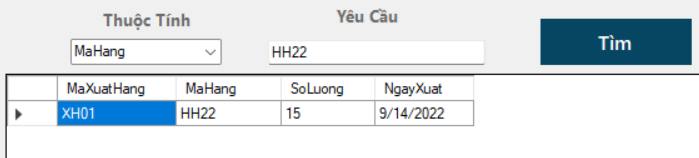 Thuộc Tính Yêu Cầu
MaHang HH22 Tìm
MaXuatHang MaHang SoLuong NgayXuat
XH01 HH22 15 9/14/2022